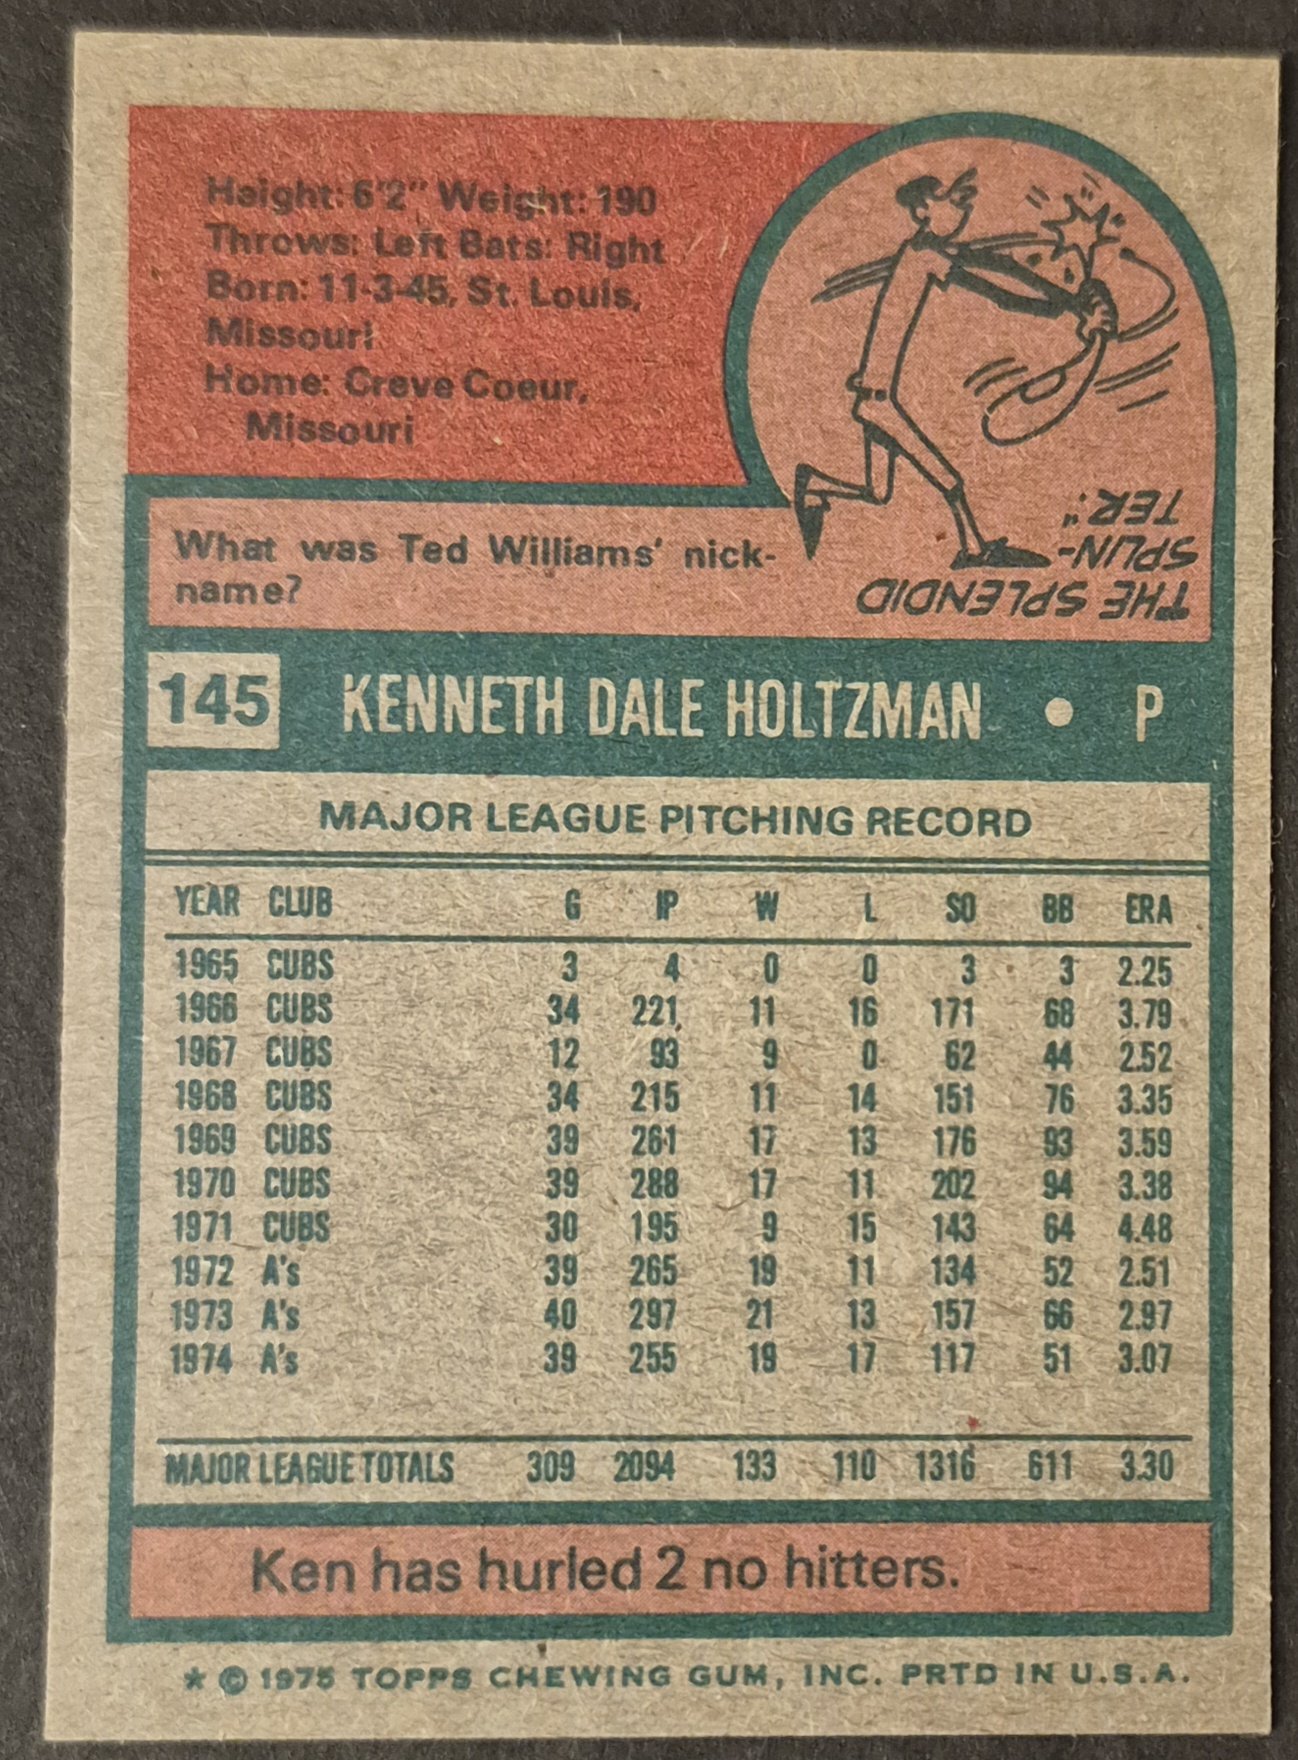 Height: 6'2" Weight: 190
Throws: Left Bats: Right
Born: 11-3-45, St. Louis,
Missouri
Home: Creve Coeur,
Missouri
What was Ted Williams' nick-
name?
THE SPLENDID
SPLIN-
TER."
145 KENNETH DALE HOLTZMAN • P
MAJOR LEAGUE PITCHING RECORD
YEAR CLUB G IP W L SO BB ERA
1965 CUBS 3 4 0 0 3 3 2.25
1966 CUBS 34 221 11 16 171 68 3.79
1967 CUBS 12 93 9 0 62 44 2.52
1968 CUBS 34 215 11 14 151 76 3.35
1969 CUBS 39 261 17 13 176 93 3.59
1970 CUBS 39 288 17 11 202 94 3.38
1971 CUBS 30 195 9 15 143 64 4.48
1972 A's 39 265 19 11 134 52 2.51
1973 A's 40 297 21 13 157 66 2.97
1974 A's 39 255 19 17 117 51 3.07
MAJOR LEAGUE TOTALS 309 2094 133 110 1316 611 3.30
Ken has hurled 2 no hitters.
* © 1975 TOPPS CHEWING GUM, INC. PRTD IN U.S.A.